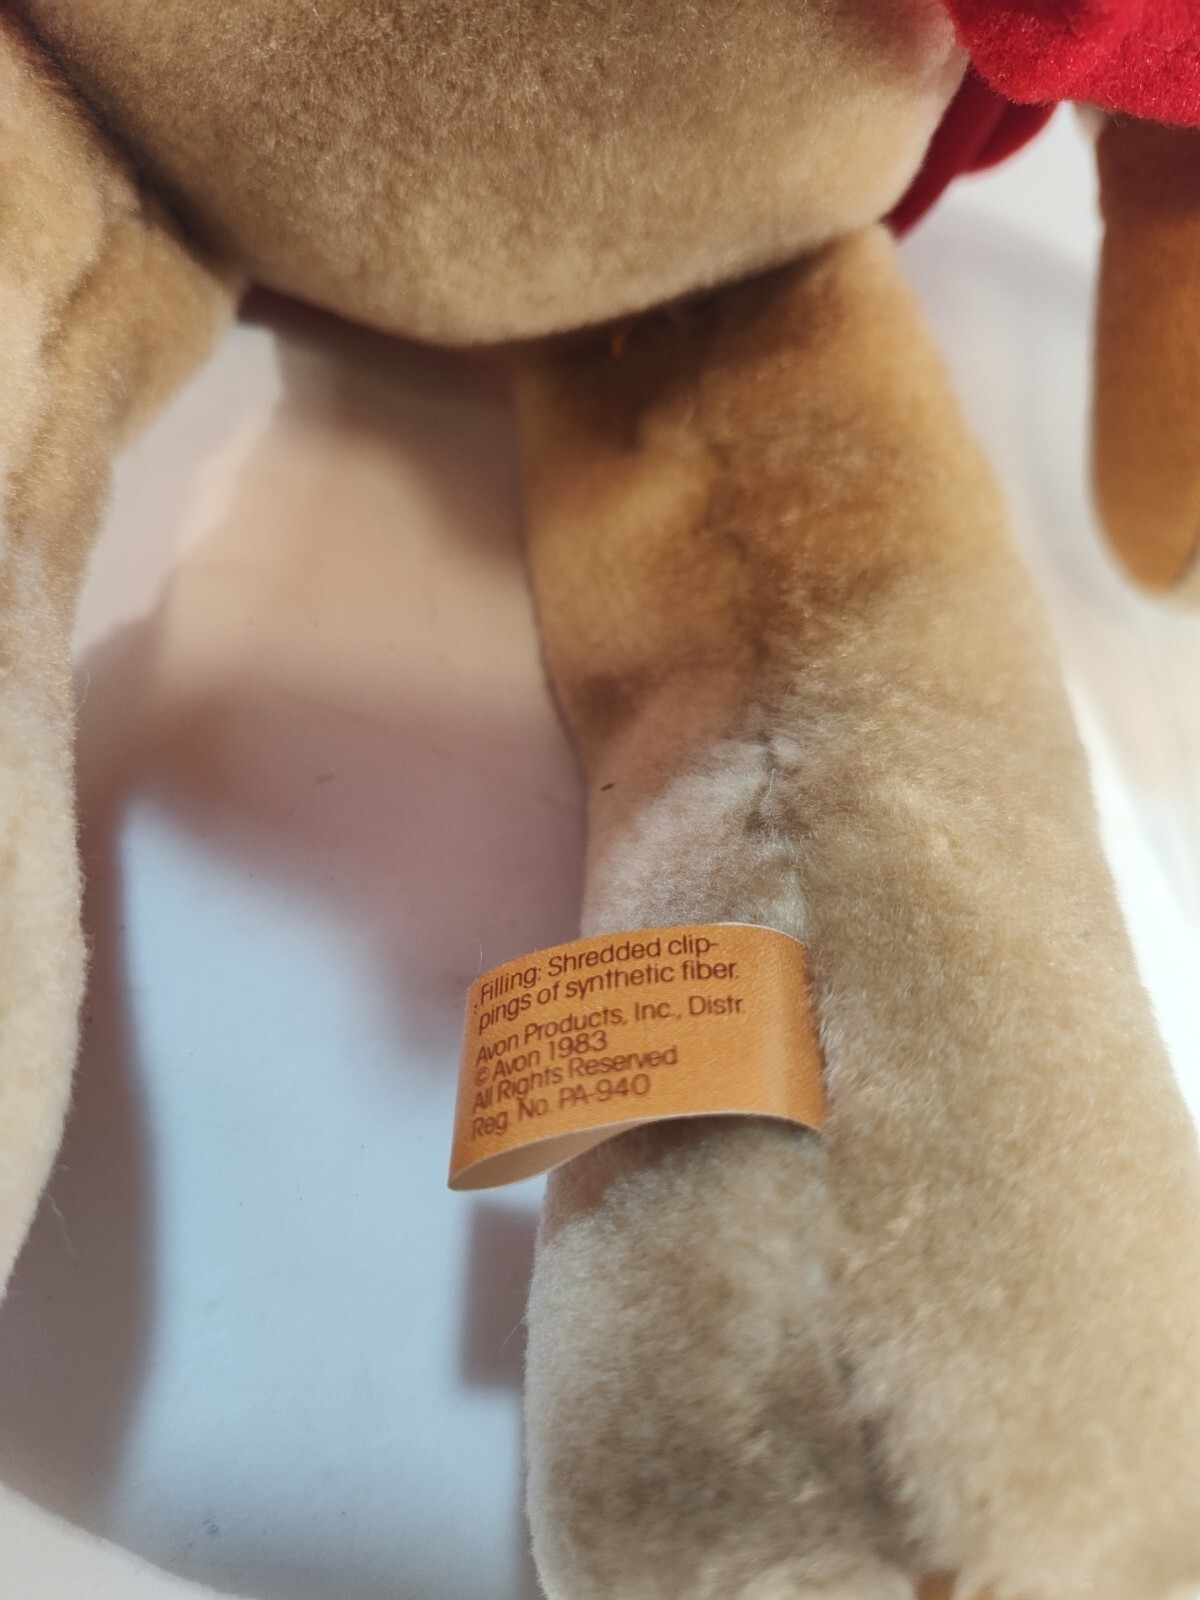 Filling: Shredded clip-
pings of synthetic fiber.
Avon Products, Inc., Distr.
© Avon 1983
All Rights Reserved
Reg. No. PA-940